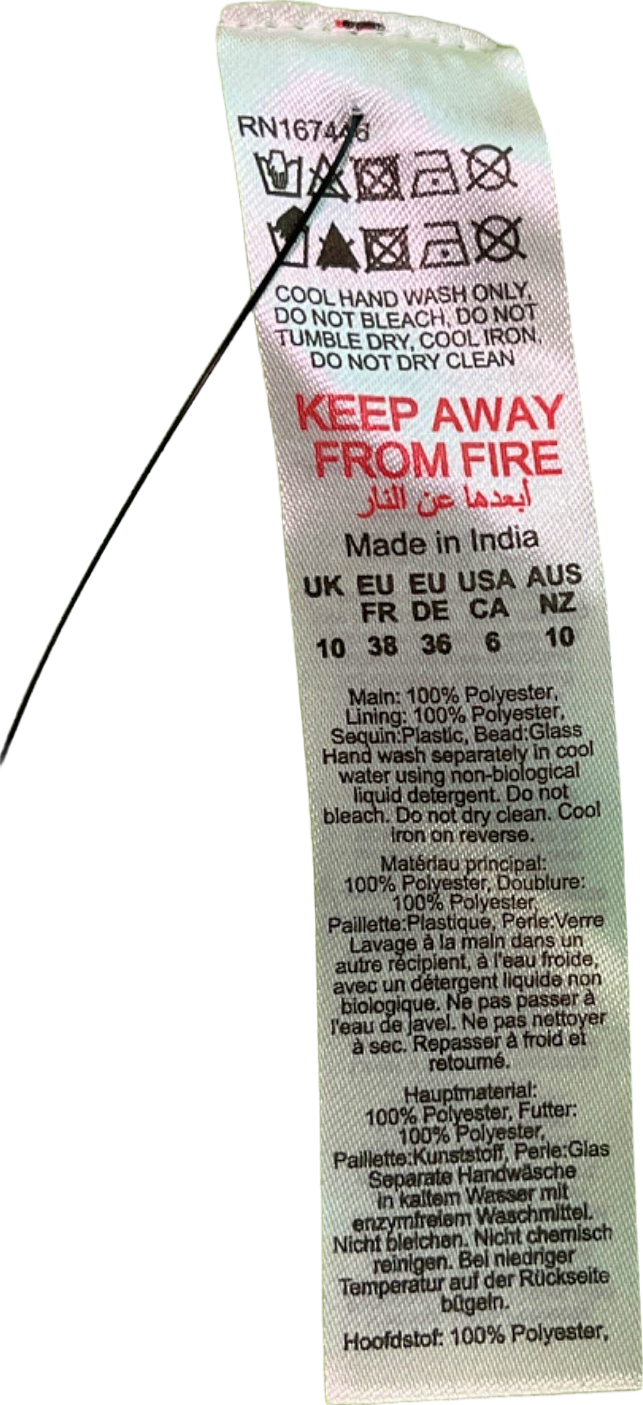 RN167446
COOL HAND WASH ONLY,
DO NOT BLEACH, DO NOT
TUMBLE DRY, COOL IRON,
DO NOT DRY CLEAN
KEEP AWAY
FROM FIRE
أبعدها عن النار
Made in India
UK EU EU USA AUS
FR DE CA NZ
10 38 36 6 10
Main: 100% Polyester,
Lining: 100% Polyester,
Sequin:Plastic, Bead:Glass
Hand wash separately in cool
water using non-biological
liquid detergent. Do not
bleach. Do not dry clean. Cool
iron on reverse.
Matériau principal:
100% Polyester, Doublure:
100% Polyester,
Paillette:Plastique, Perle:Verre
Lavage à la main dans un
autre récipient, à l'eau froide,
avec un détergent liquide non
biologique. Ne pas passer à
l'eau de javel. Ne pas nettoyer
à sec. Repasser à froid et
retourné.
Hauptmaterial:
100% Polyester, Futter:
100% Polyester,
Paillette:Kunststoff, Perle:Glas
Separate Handwäsche
in kaltem Wasser mit
enzymfreiem Waschmittel.
Nicht bleichen. Nicht chemisch
reinigen. Bei niedriger
Temperatur auf der Rückseite
bügeln.
Hoofdstof: 100% Polyester,